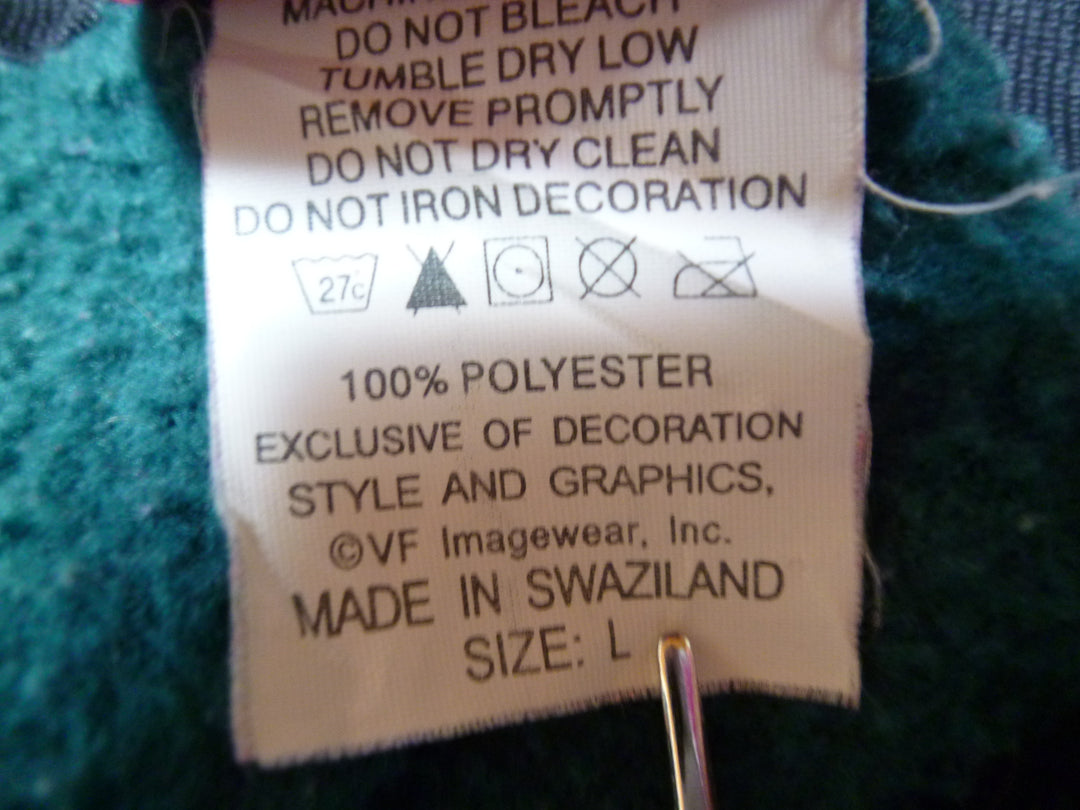 DO NOT BLEACH
TUMBLE DRY LOW
REMOVE PROMPTLY
DO NOT DRY CLEAN
DO NOT IRON DECORATION
27c
100% POLYESTER
EXCLUSIVE OF DECORATION
STYLE AND GRAPHICS,
©VF Imagewear, Inc.
MADE IN SWAZILAND
SIZE: L